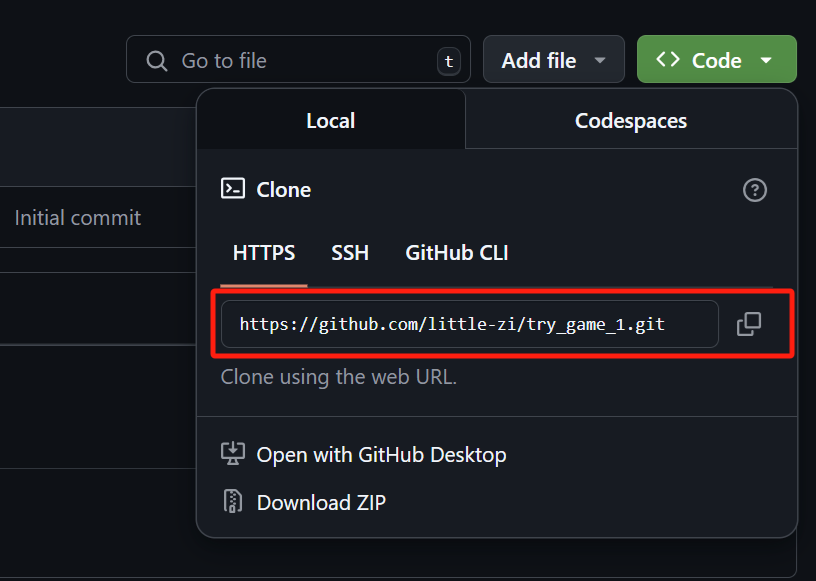 Go to file t Add file Code
Local Codespaces
Clone
Initial commit
HTTPS SSH GitHub CLI
https://github.com/little-zi/try_game_1.git
Clone using the web URL.
Open with GitHub Desktop
Download ZIP